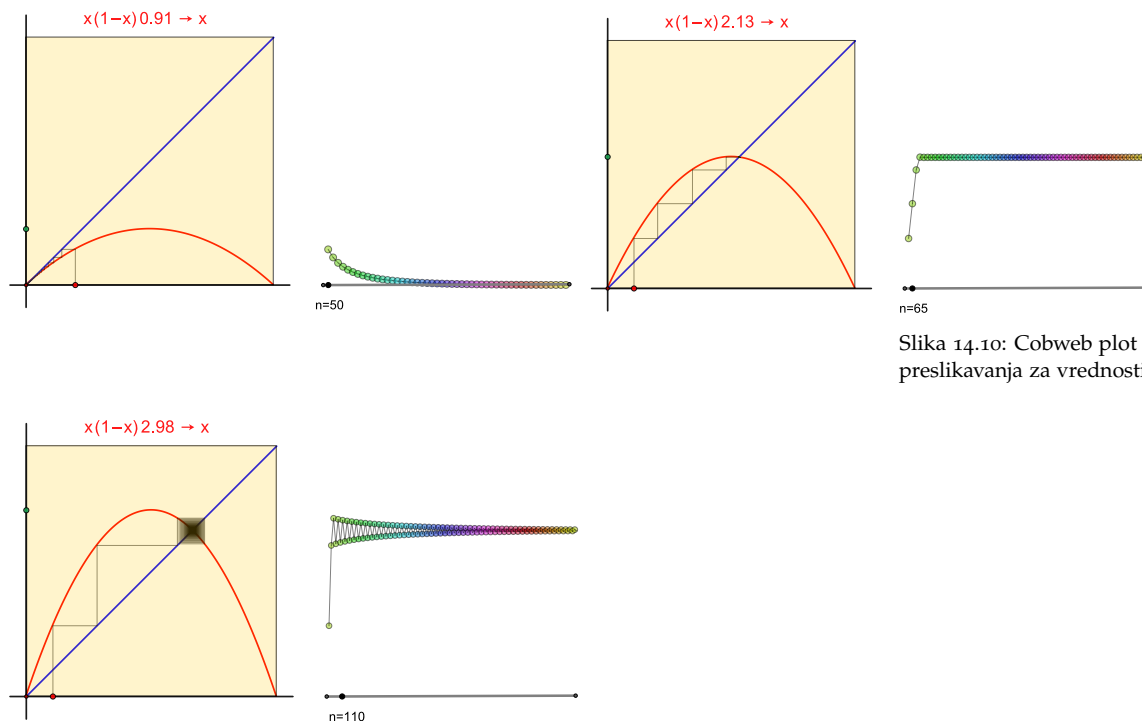 x(1−x)0.91 → x
n=50
x(1−x)2.13 → x
n=65
Slika 14.10: Cobweb plot
preslikavanja za vrednosti
x(1−x)2.98 → x
n=110